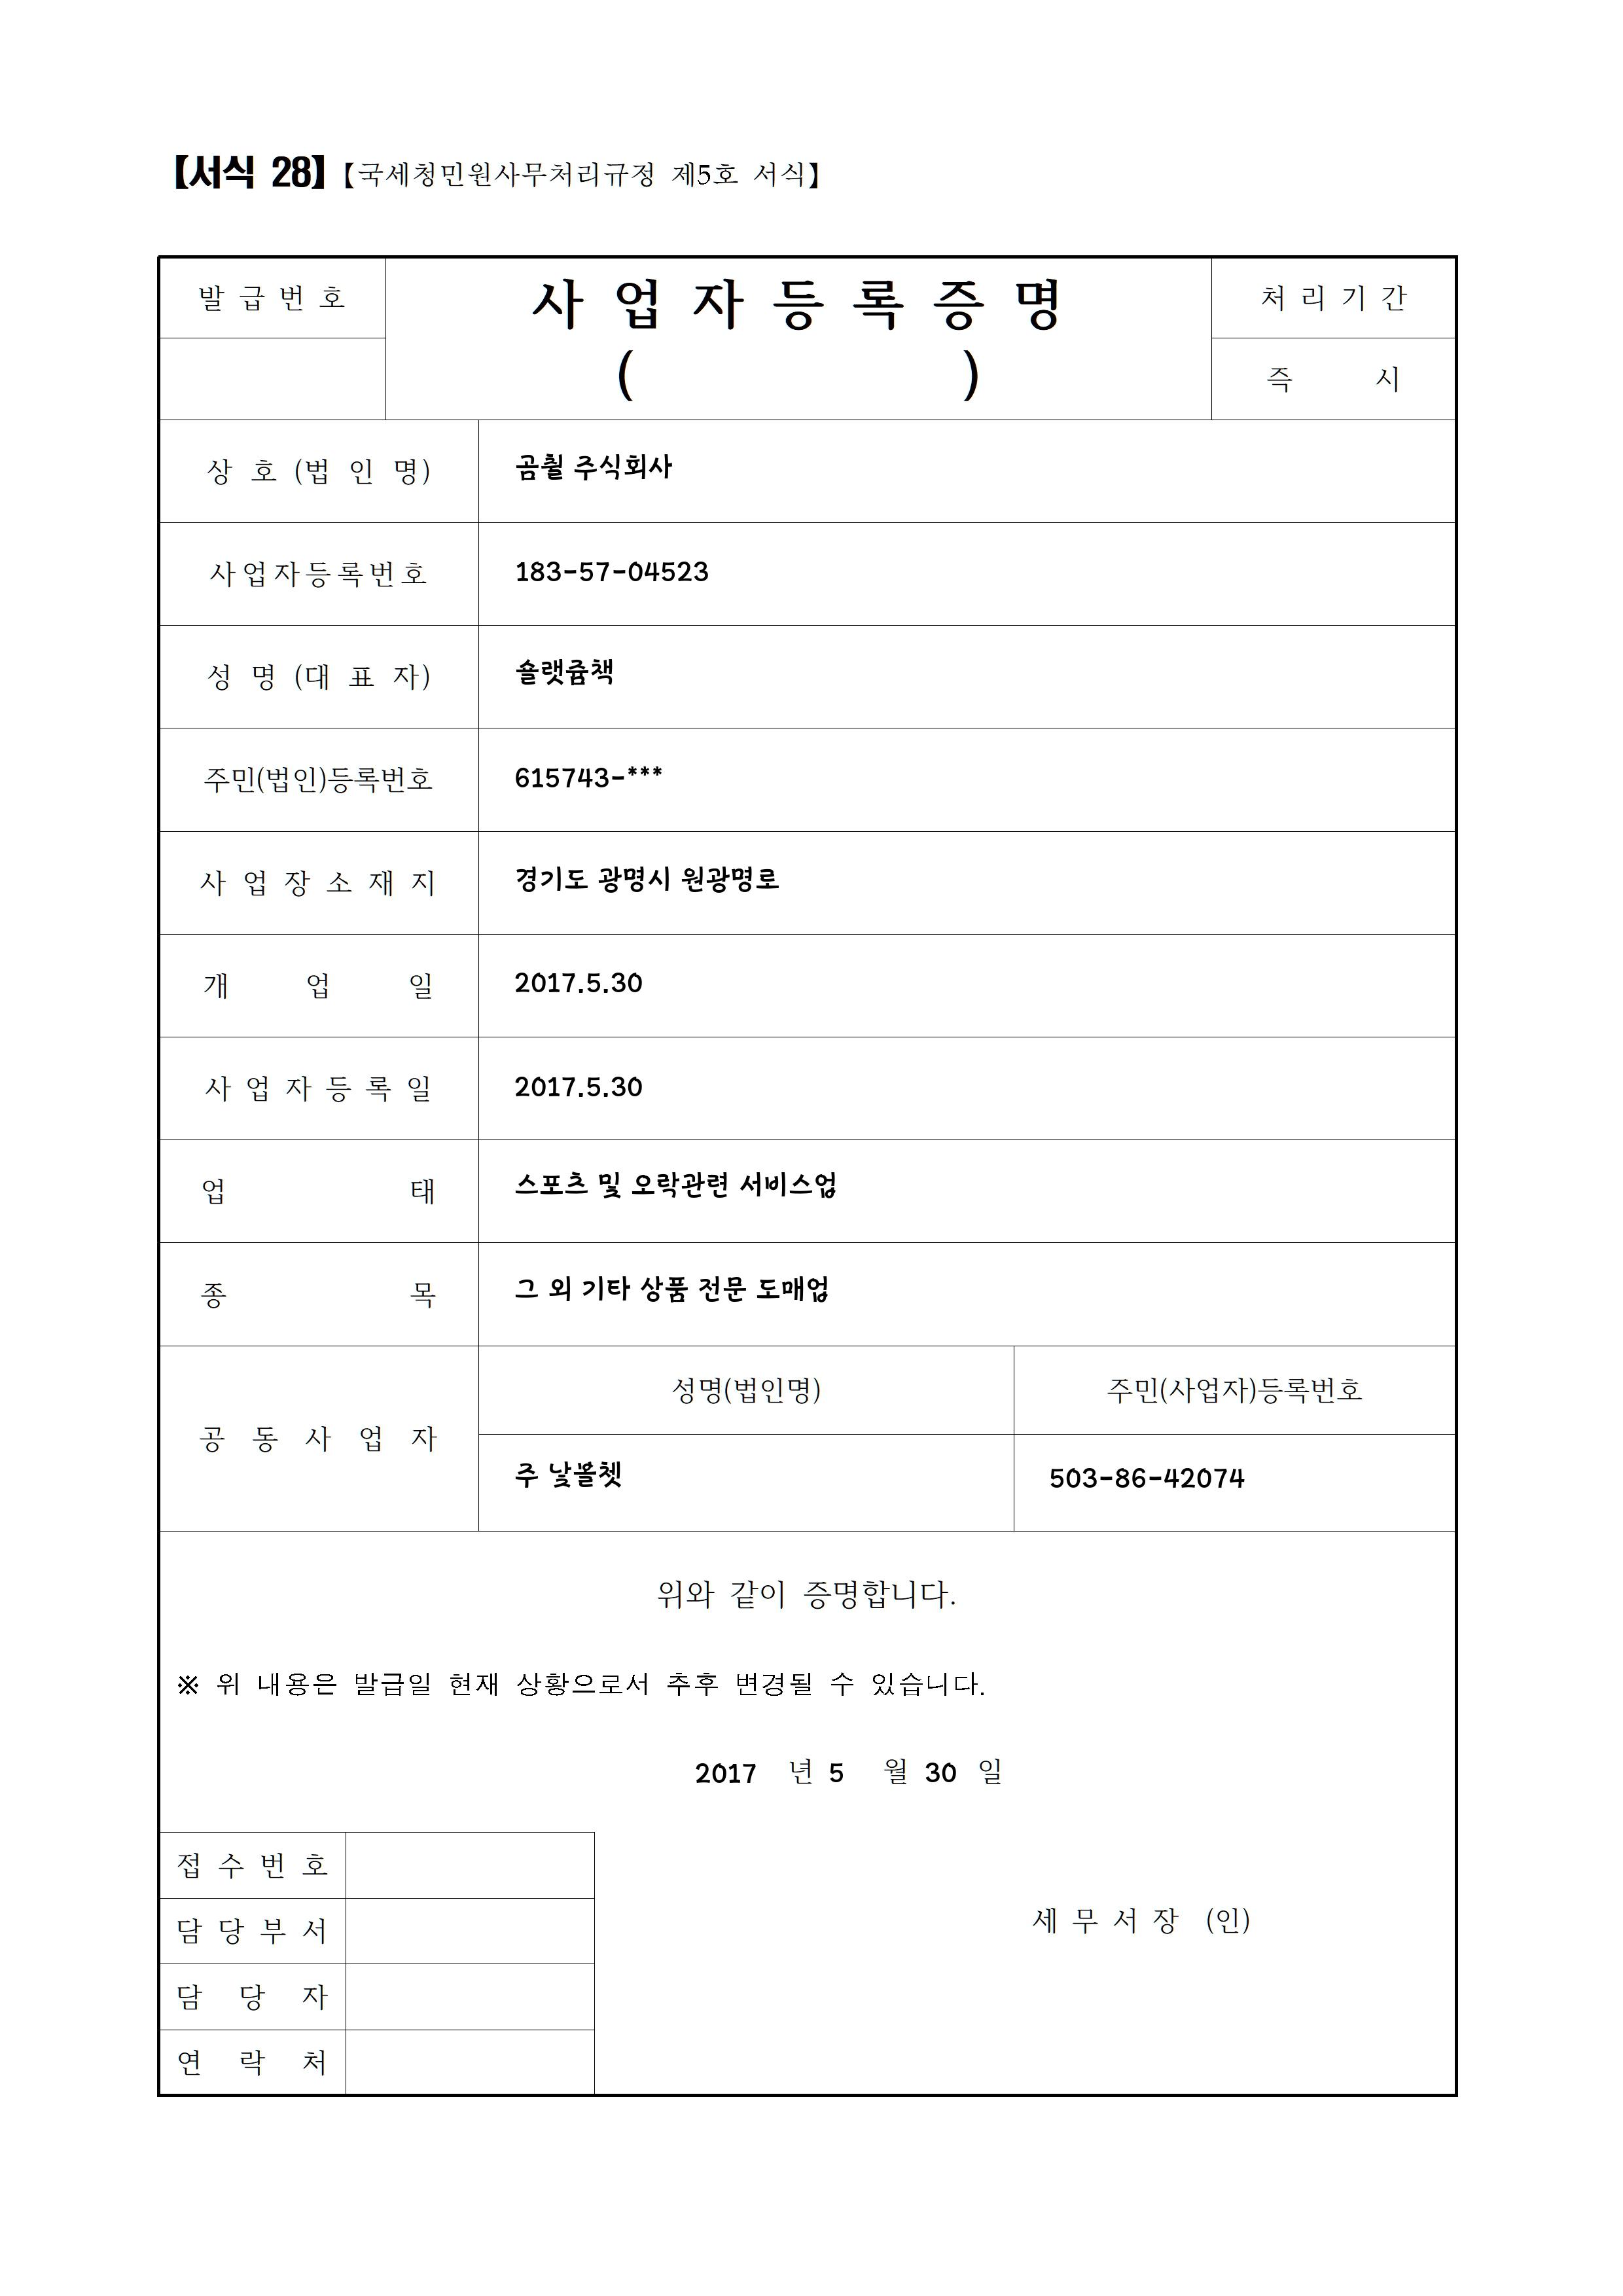 【서식 28】【국세청민원사무처리규정 제5호 서식】
발급번호
사업자등록증명
( )
처리기간
즉 시
상호(법인명) 곰췉 주식회사
사업자등록번호 183-57-04523
성명(대표자) 숄랫쥼책
주민(법인)등록번호 615743-***
사업장소재지 경기도 광명시 원광명로
개업일 2017.5.30
사업자등록일 2017.5.30
업태 스포츠 및 오락관련 서비스업
종목 그 외 기타 상품 전문 도매업
공동사업자
성명(법인명) 주민(사업자)등록번호
주 503-86-42074
위와 같이 증명합니다.
※ 위 내용은 발급일 현재 상황으로서 추후 변경될 수 있습니다.
2017 년 5 월 30 일
접수번호
담당부서
세무서장 (인)
담당자
연락처